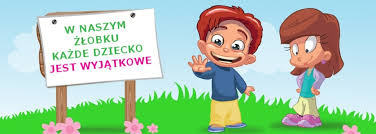 W NASZYM
ŻŁOBKU
KAŻDE DZIECKO
JEST WYJĄTKOWE